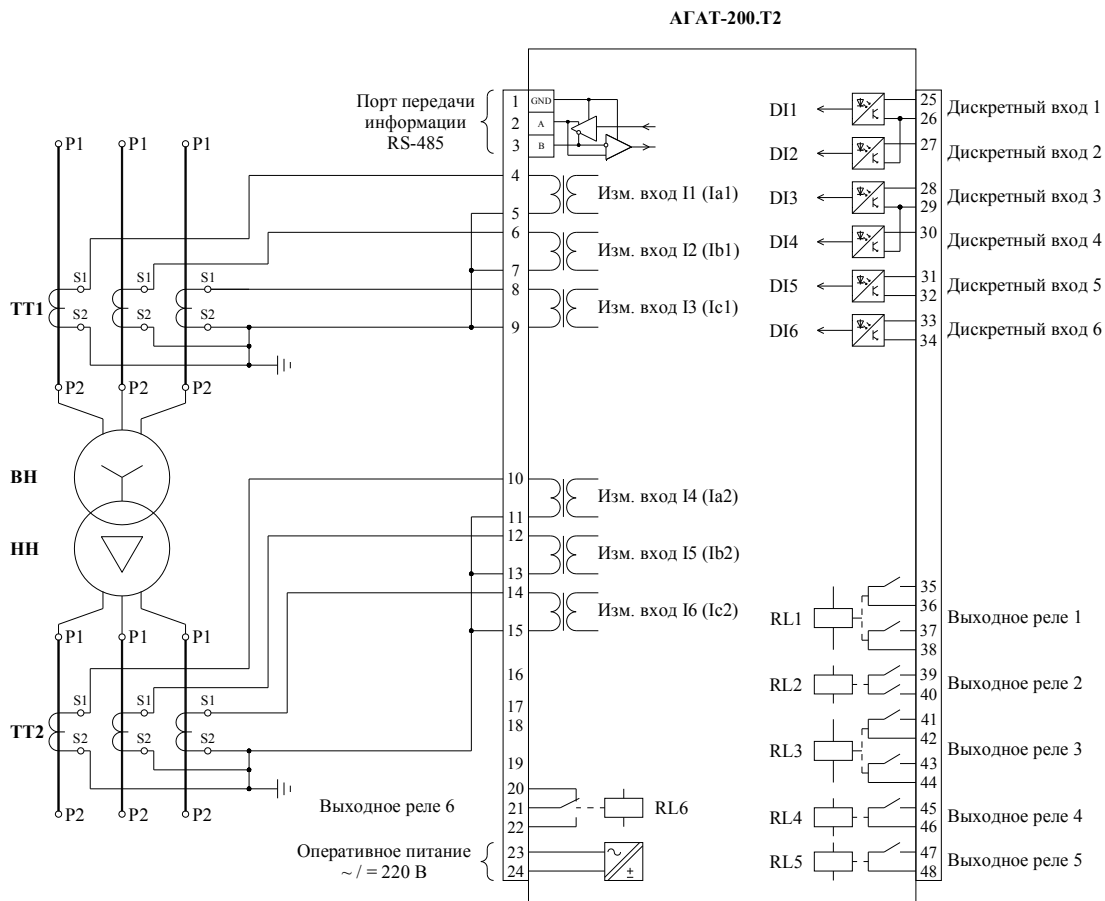 АГАТ-200.Т2
Порт передачи
информации
RS-485
1 GND
2 A
3 B
4
5
6
7
8
9
Изм. вход I1 (Ia1)
Изм. вход I2 (Ib1)
Изм. вход I3 (Ic1)
P1 P1 P1
S1 S1 S1
ТТ1
S2 S2 S2
P2 P2 P2
ВН
НН
10
11
12
13
14
15
16
17
18
19
20
21
22
23
24
Изм. вход I4 (Ia2)
Изм. вход I5 (Ib2)
Изм. вход I6 (Ic2)
P1 P1 P1
S1 S1 S1
ТТ2
S2 S2 S2
P2 P2 P2
Выходное реле 6
RL6
Оперативное питание
~ / = 220 В
~
±
DI1
25
26
Дискретный вход 1
DI2
27
Дискретный вход 2
DI3
28
29
Дискретный вход 3
DI4
30
Дискретный вход 4
DI5
31
32
Дискретный вход 5
DI6
33
34
Дискретный вход 6
RL1
35
36
37
38
Выходное реле 1
RL2
39
40
Выходное реле 2
RL3
41
42
43
44
Выходное реле 3
RL4
45
46
Выходное реле 4
RL5
47
48
Выходное реле 5